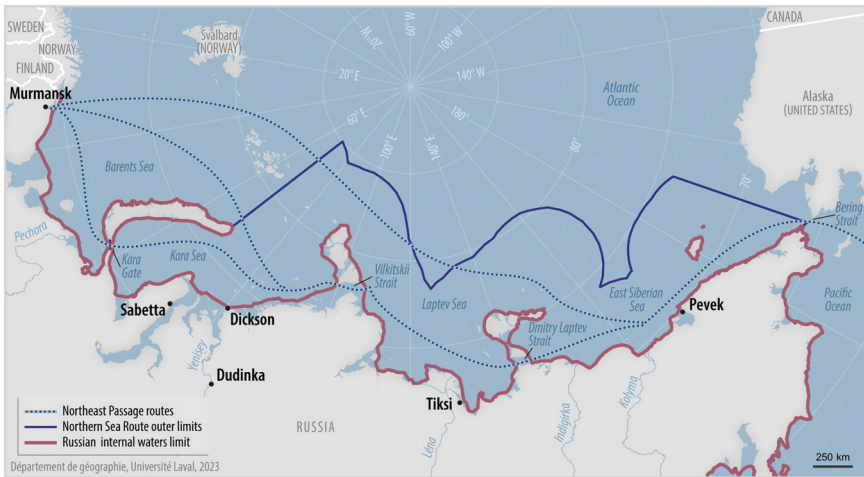 SWEDEN
NORWAY
FINLAND
Murmansk
Svalbard
(NORWAY)
20° W
60° W
100° W
140° W
180°
140° E
100° E
60° E
20° E
80°
70°
CANADA
Alaska
(UNITED STATES)
Atlantic
Ocean
Barents Sea
Pechora
Kara
Gate
Kara Sea
Vilkitskii
Strait
Laptev Sea
East Siberian
Sea
Bering
Strait
Pacific
Ocean
Sabetta
Dickson
Yenisey
Dudinka
Dmitry Laptev
Strait
Pevek
Tiksi
Léna
Indigirka
Kolyma
RUSSIA
Northeast Passage routes
Northern Sea Route outer limits
Russian internal waters limit
Département de géographie, Université Laval, 2023
250 km